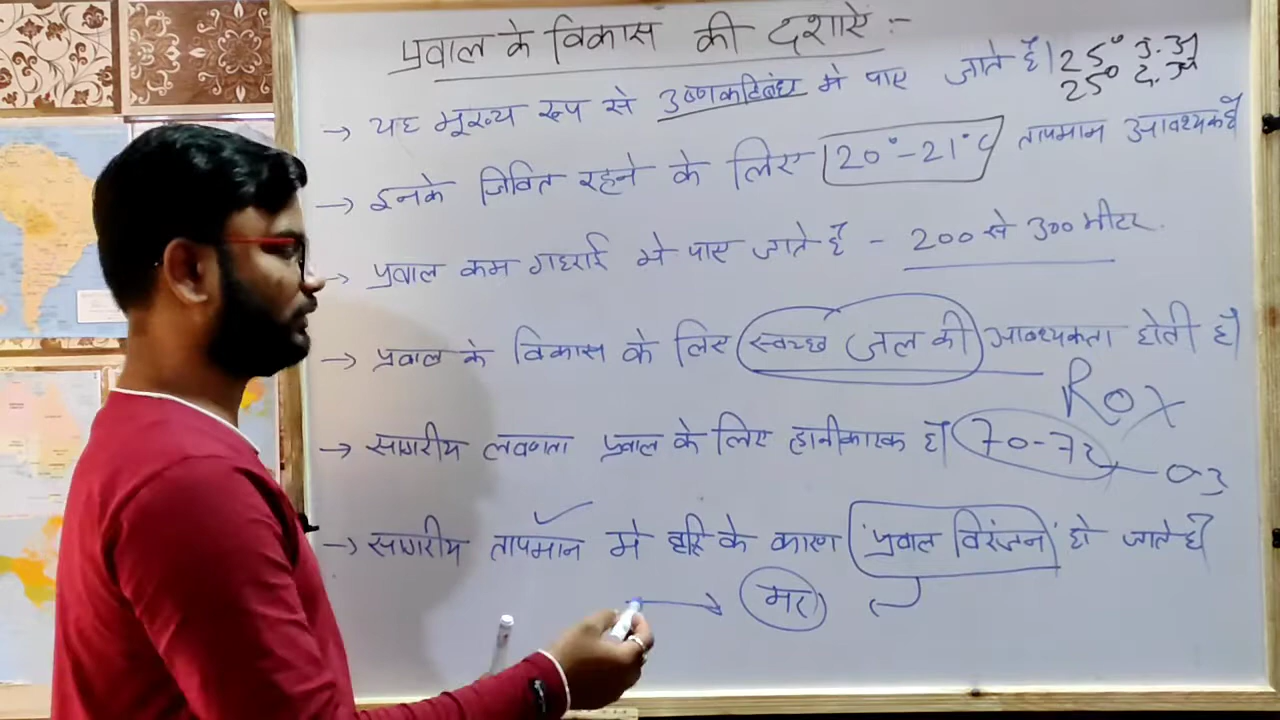 प्रवाल के विकास की दशाऐं :-
→ यह मूख्य रूप से उष्णकटिबंध मे पाए जाते है। 25° उ. अ
25° द. अ
→ इनके जिवित रहने के लिए 20°-21°C तापमान आवश्यक है
→ प्रवाल कम गहराई मे पाए जाते है - 200 से 300 मीटर.
→ प्रवाल के विकास के लिए स्वच्छ जल की आवश्यकता होती है
RO X
→ सागरीय लवणता प्रवाल के लिए हानीकारक है। 70-72
→ सागरीय तापमान मे वृद्धि के कारण 'प्रवाल विरंजन' हो जाते है
→ मर